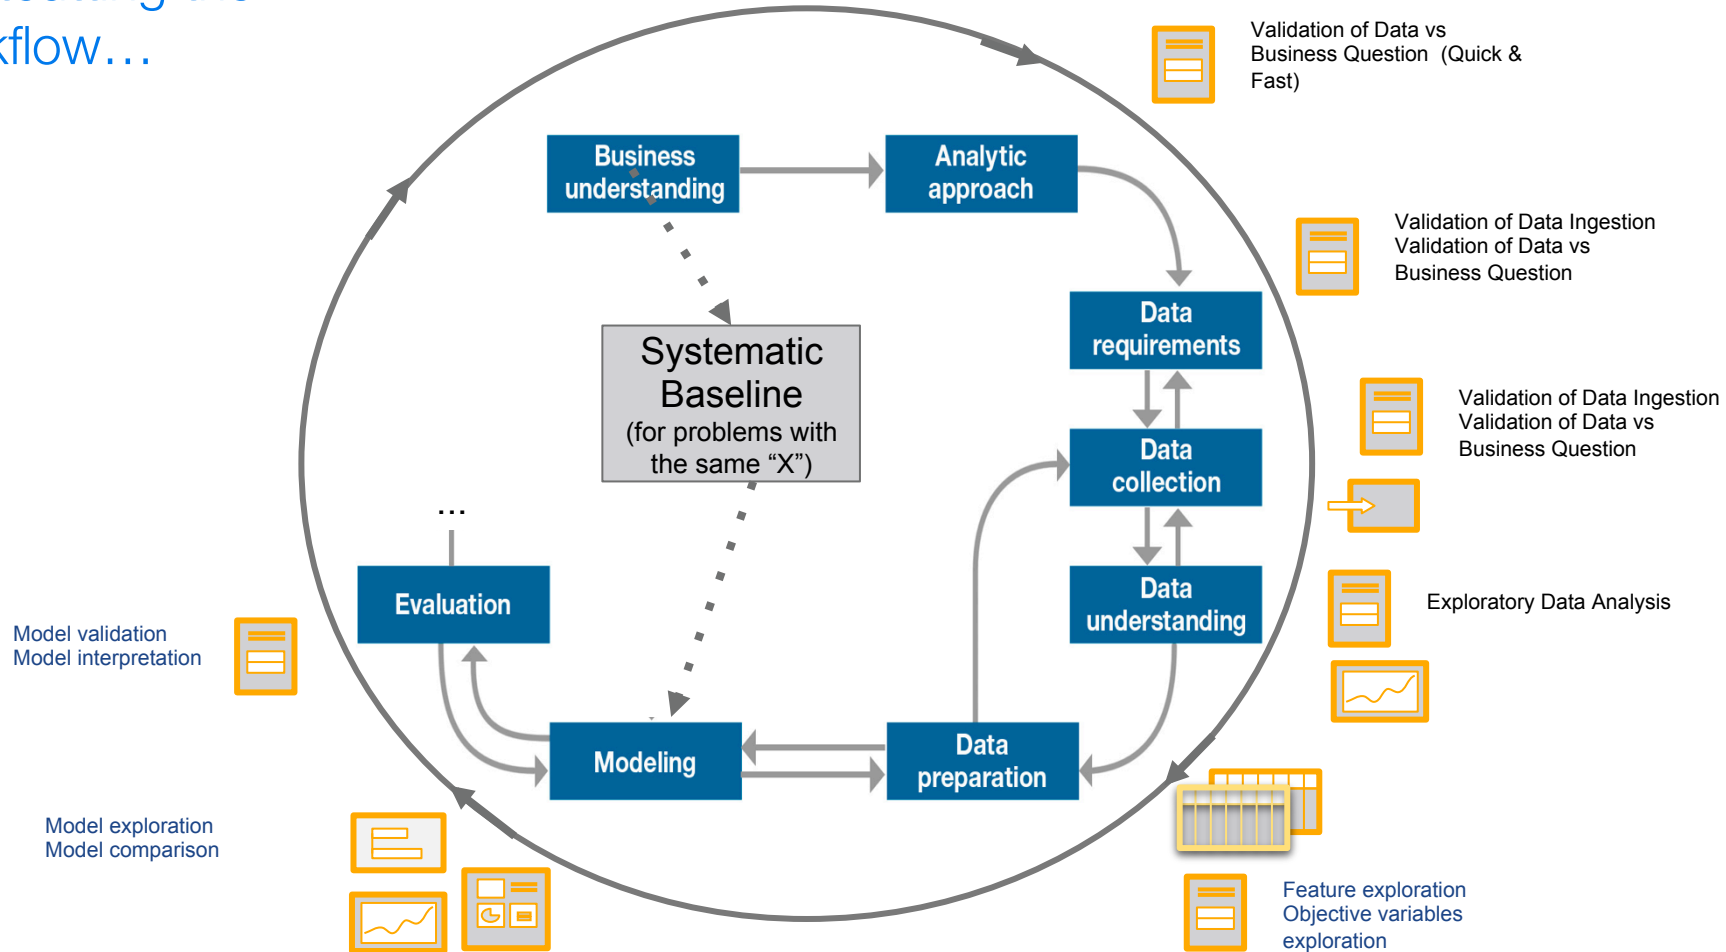 kflow…
Validation of Data vs
Business Question (Quick &
Fast)
Business
understanding
Analytic
approach
Validation of Data Ingestion
Validation of Data vs
Business Question
Data
requirements
Systematic
Baseline
(for problems with
the same “X”)
Validation of Data Ingestion
Validation of Data vs
Business Question
Data
collection
...
Evaluation
Data
understanding
Exploratory Data Analysis
Model validation
Model interpretation
Modeling
Data
preparation
Model exploration
Model comparison
Feature exploration
Objective variables
exploration